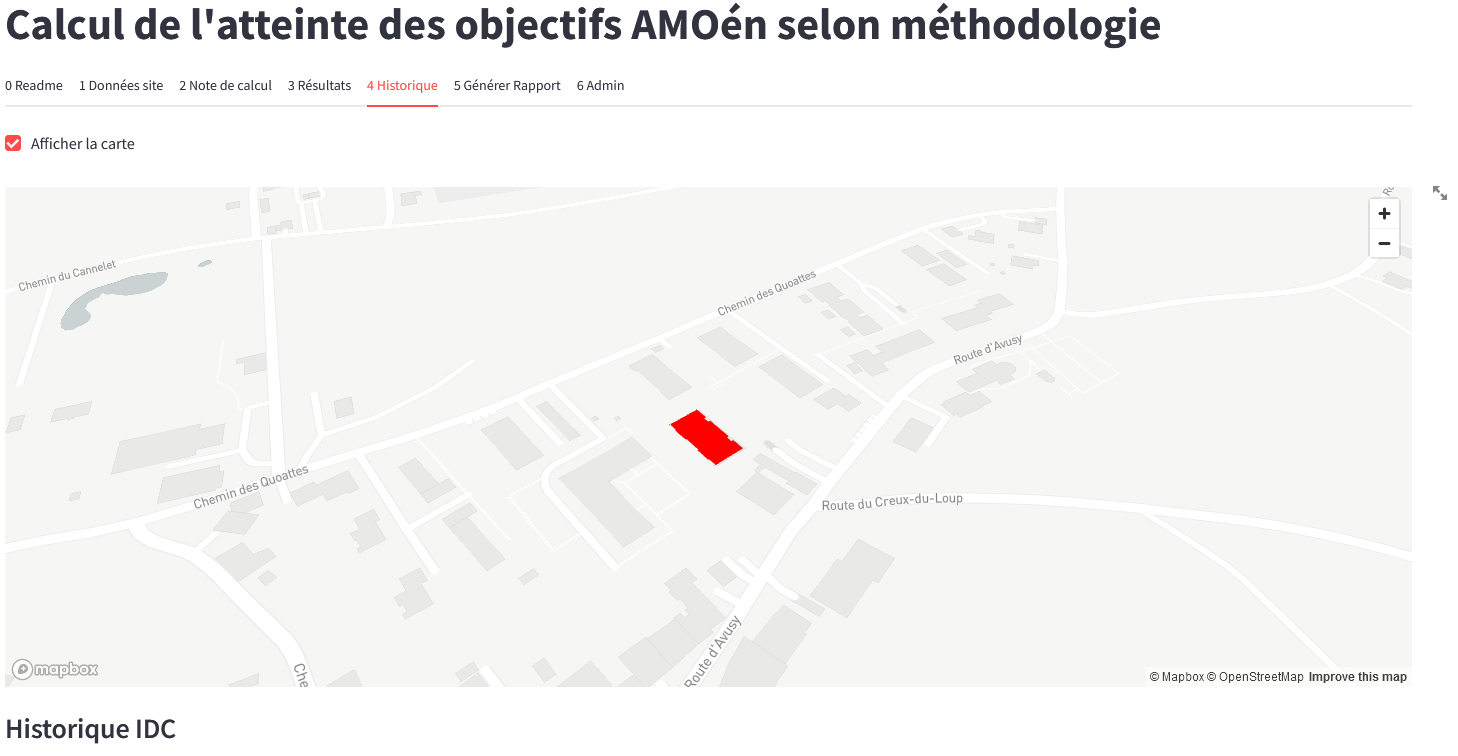 Calcul de l'atteinte des objectifs AMOén selon méthodologie
0 Readme 1 Données site 2 Note de calcul 3 Résultats 4 Historique 5 Générer Rapport 6 Admin
Afficher la carte
Ro
+
−
Chemin du Cannelet
Chemin des Quoattes
Route d'Avusy
Chemin des Quoattes
Route du Creux-du-Loup
Route d'Avusy
Che
mapbox
© Mapbox © OpenStreetMap Improve this map
Historique IDC